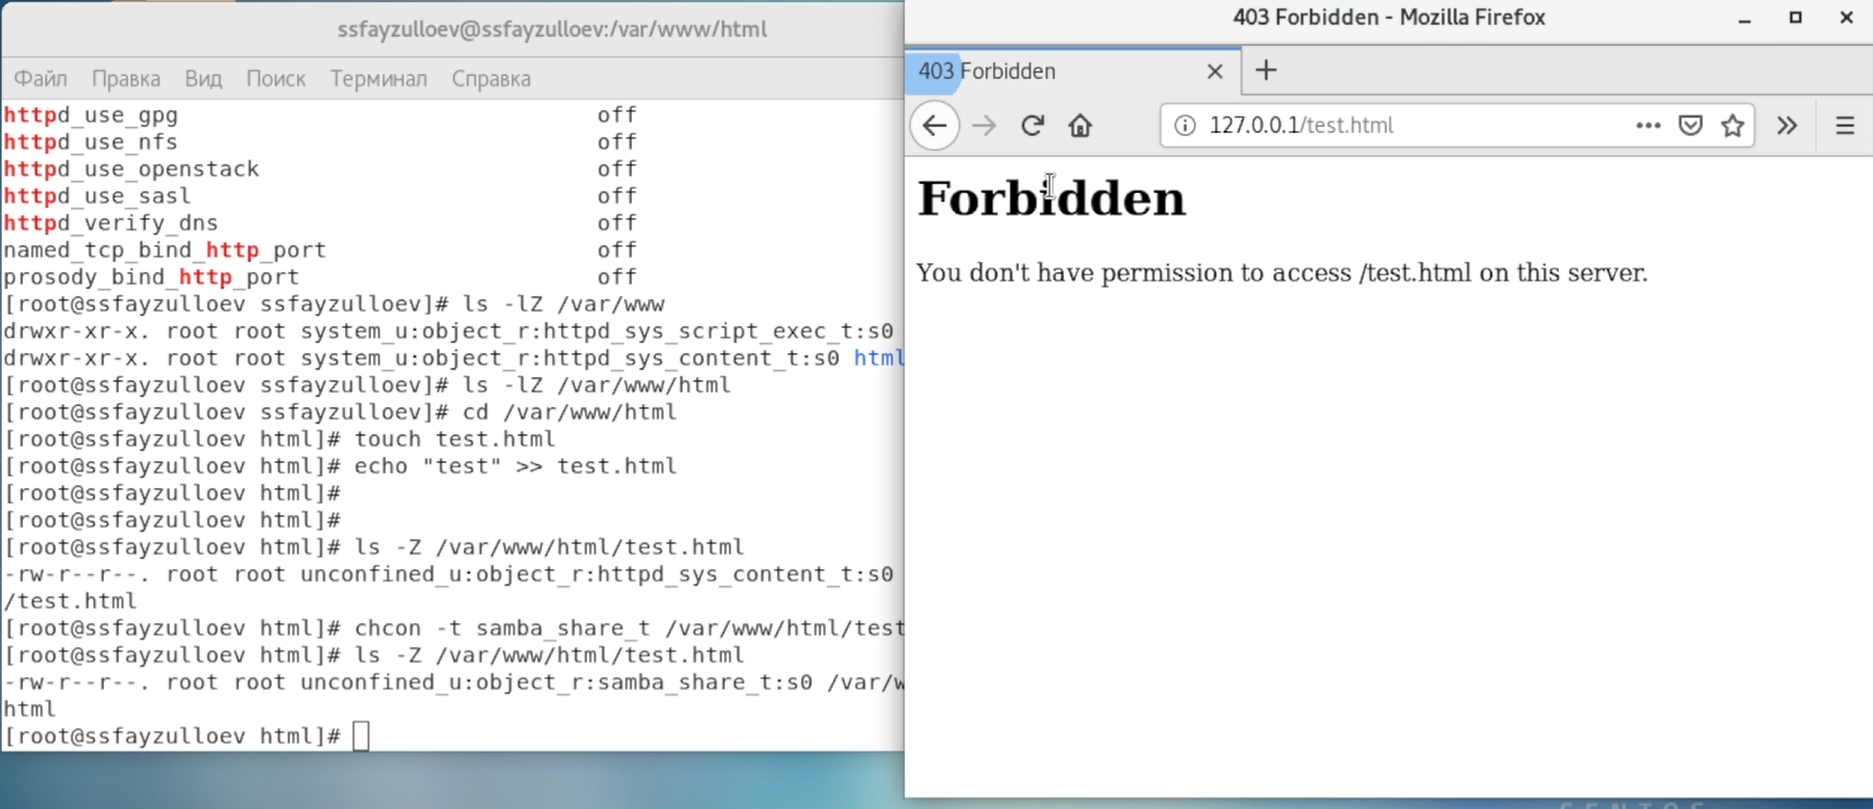 ssfayzulloev@ssfayzulloev:/var/www/html
Файл Правка Вид Поиск Терминал Справка
httpd_use_gpg off
httpd_use_nfs off
httpd_use_openstack off
httpd_use_sasl off
httpd_verify_dns off
named_tcp_bind_http_port off
prosody_bind_http_port off
[root@ssfayzulloev ssfayzulloev]# ls -lZ /var/www
drwxr-xr-x. root root system_u:object_r:httpd_sys_script_exec_t:s0
drwxr-xr-x. root root system_u:object_r:httpd_sys_content_t:s0 html
[root@ssfayzulloev ssfayzulloev]# ls -lZ /var/www/html
[root@ssfayzulloev ssfayzulloev]# cd /var/www/html
[root@ssfayzulloev html]# touch test.html
[root@ssfayzulloev html]# echo "test" >> test.html
[root@ssfayzulloev html]#
[root@ssfayzulloev html]#
[root@ssfayzulloev html]# ls -Z /var/www/html/test.html
-rw-r--r--. root root unconfined_u:object_r:httpd_sys_content_t:s0
/test.html
[root@ssfayzulloev html]# chcon -t samba_share_t /var/www/html/test
[root@ssfayzulloev html]# ls -Z /var/www/html/test.html
-rw-r--r--. root root unconfined_u:object_r:samba_share_t:s0 /var/w
html
[root@ssfayzulloev html]#
403 Forbidden - Mozilla Firefox
403 Forbidden
127.0.0.1/test.html
Forbidden
You don't have permission to access /test.html on this server.